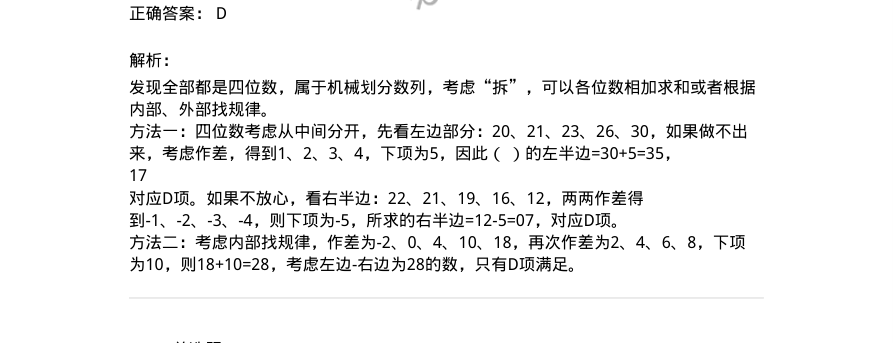 正确答案： D
解析：
发现全部都是四位数，属于机械划分数列，考虑“拆”，可以各位数相加求和或者根据
内部、外部找规律。
方法一：四位数考虑从中间分开，先看左边部分：20、21、23、26、30，如果做不出
来，考虑作差，得到1、2、3、4，下项为5，因此（ ）的左半边=30+5=35，
17
对应D项。如果不放心，看右半边：22、21、19、16、12，两两作差得
到-1、-2、-3、-4，则下项为-5，所求的右半边=12-5=07，对应D项。
方法二：考虑内部找规律，作差为-2、0、4、10、18，再次作差为2、4、6、8，下项
为10，则18+10=28，考虑左边-右边为28的数，只有D项满足。